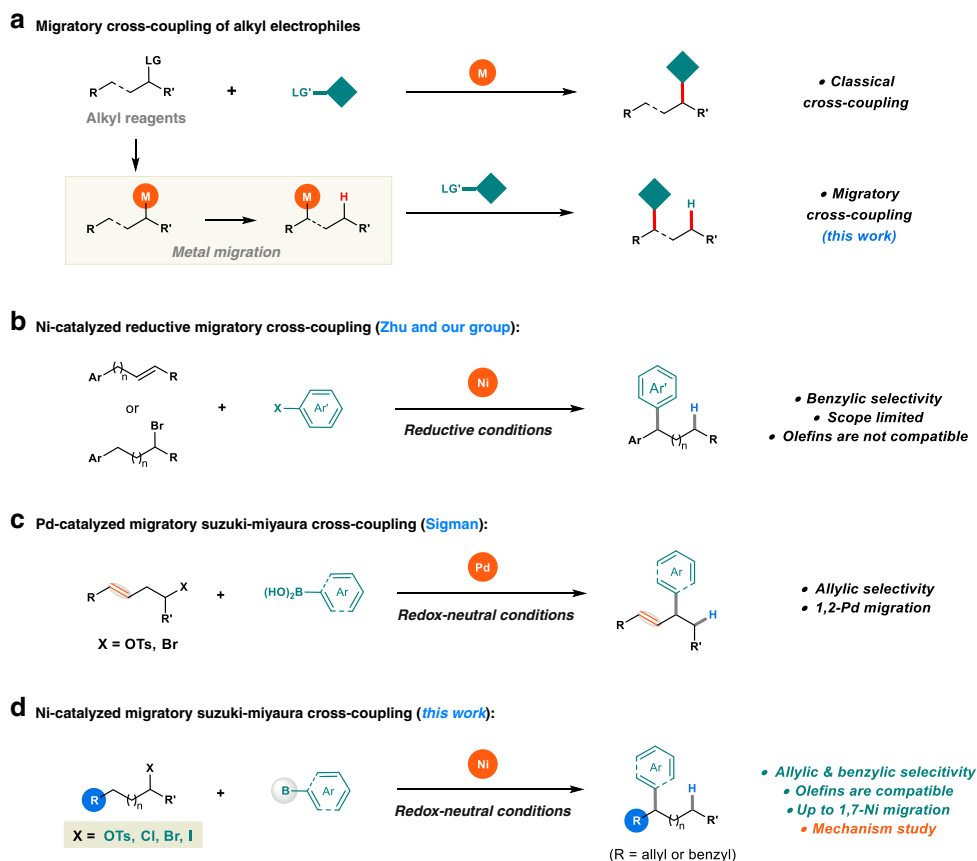 a Migratory cross-coupling of alkyl electrophiles
LG
R
R'
Alkyl reagents
+
LG'
M
R
R'
• Classical
cross-coupling
M
R
R'
M
H
R
R'
Metal migration
LG'
H
R
R'
• Migratory
cross-coupling
(this work)
b Ni-catalyzed reductive migratory cross-coupling (Zhu and our group):
Ar
( )n
R
or
Br
Ar
( )n
R
+
X
Ar'
Ni
Reductive conditions
Ar'
H
Ar
( )n
R
• Benzylic selectivity
• Scope limited
• Olefins are not compatible
c Pd-catalyzed migratory suzuki-miyaura cross-coupling (Sigman):
R
X
R'
X = OTs, Br
+
(HO)2B
Ar
Pd
Redox-neutral conditions
Ar
R
H
R'
• Allylic selectivity
• 1,2-Pd migration
d Ni-catalyzed migratory suzuki-miyaura cross-coupling (this work):
X
R
( )n
R'
X = OTs, Cl, Br, I
+
B
Ar
Ni
Redox-neutral conditions
Ar
H
R
( )n
R'
(R = allyl or benzyl)
• Allylic & benzylic selecitivity
• Olefins are compatible
• Up to 1,7-Ni migration
• Mechanism study